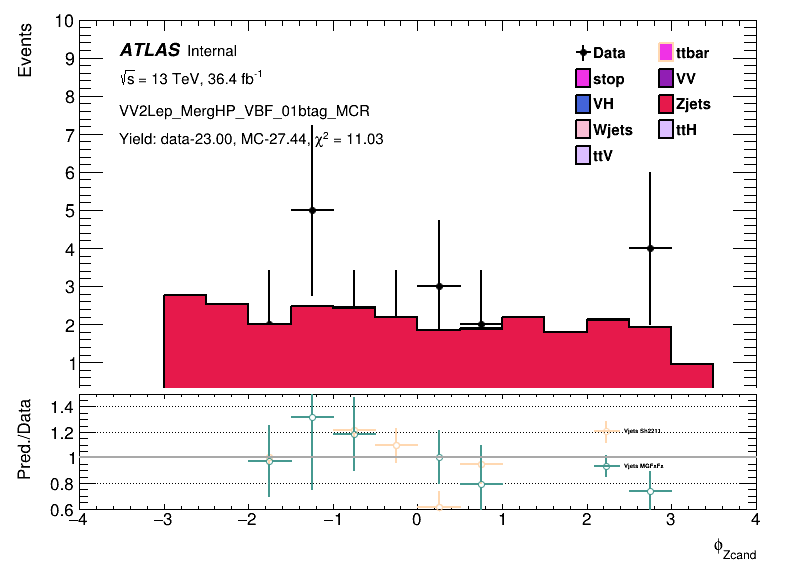 Events
10
9
8
7
6
5
4
3
2
1
ATLAS Internal
√s = 13 TeV, 36.4 fb-1
VV2Lep_MergHP_VBF_01btag_MCR
Yield: data-23.00, MC-27.44, χ² = 11.03
Data ttbar
stop VV
VH Zjets
Wjets ttH
ttV
Pred./Data
1.4
1.2
1
0.8
0.6
Vjets Sh2211
Vjets MGFxFx
−4 −3 −2 −1 0 1 2 3 4
ϕZcand